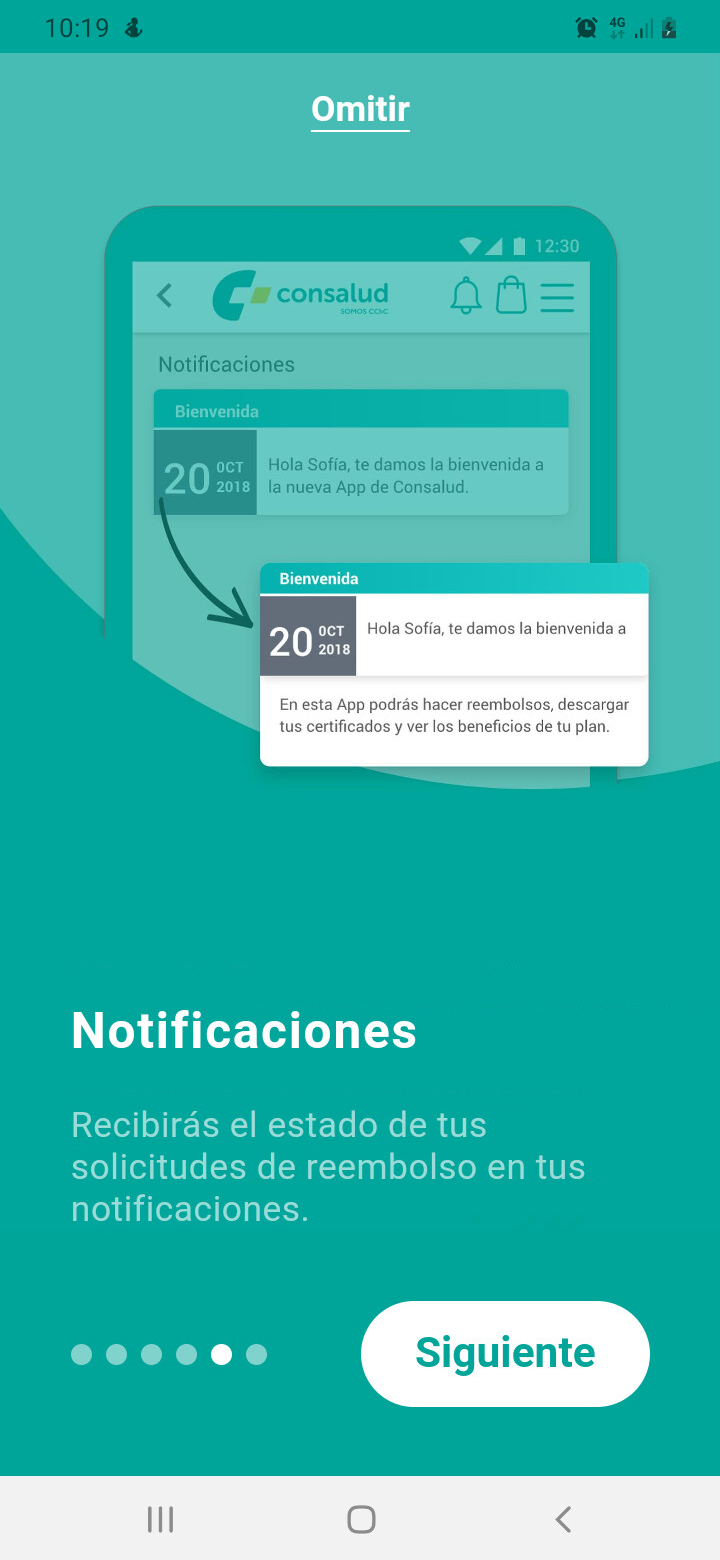 10:19
4G
Omitir
12:30
consalud
SOMOS CChC
Notificaciones
Bienvenida
20 OCT 2018
Hola Sofía, te damos la bienvenida a
la nueva App de Consalud.
Bienvenida
20 OCT 2018
Hola Sofía, te damos la bienvenida a
En esta App podrás hacer reembolsos, descargar
tus certificados y ver los beneficios de tu plan.
Notificaciones
Recibirás el estado de tus
solicitudes de reembolso en tus
notificaciones.
Siguiente